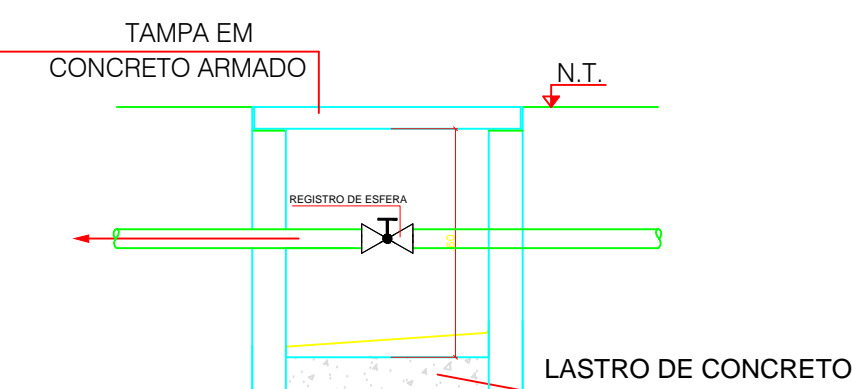 TAMPA EM
CONCRETO ARMADO
N.T.
REGISTRO DE ESFERA
LASTRO DE CONCRETO